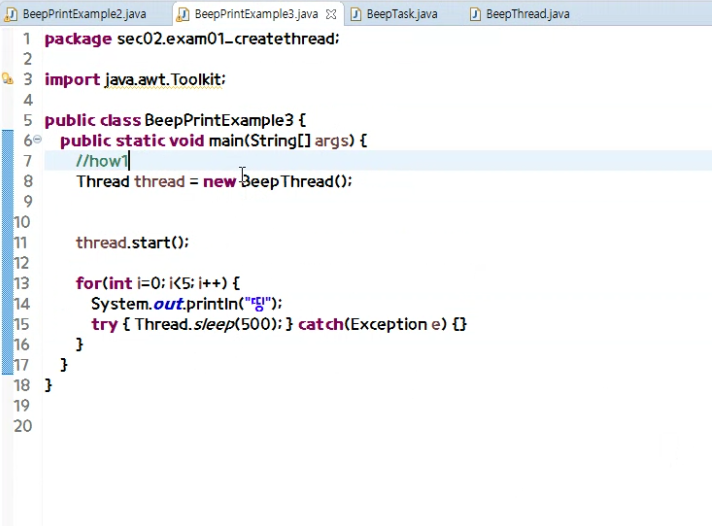 BeepPrintExample2.java BeepPrintExample3.java BeepTask.java BeepThread.java
1 package sec02.exam01_createthread;
2
3 import java.awt.Toolkit;
4
5 public class BeepPrintExample3 {
6 public static void main(String[] args) {
7 //how1
8 Thread thread = new BeepThread();
9
10
11 thread.start();
12
13 for(int i=0; i<5; i++) {
14 System.out.println("띵");
15 try { Thread.sleep(500); } catch(Exception e) {}
16 }
17 }
18 }
19
20